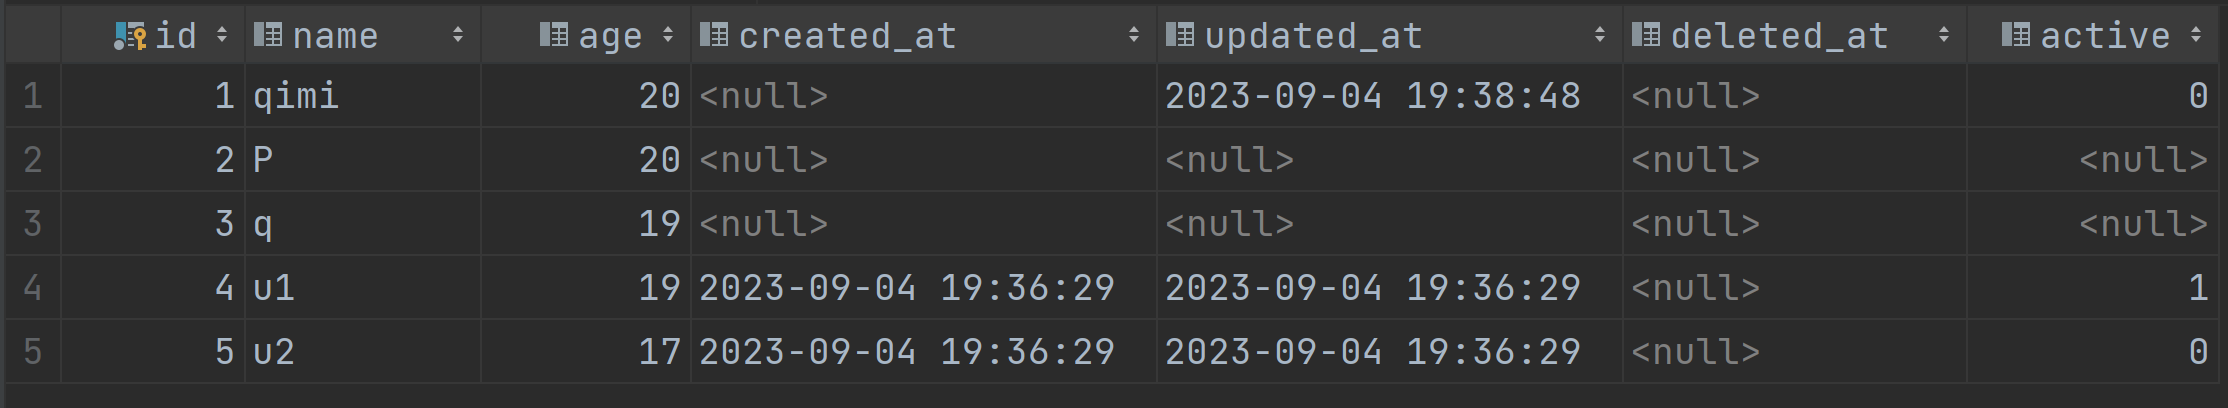 id name age created_at updated_at deleted_at active
1 1 qimi 20 <null> 2023-09-04 19:38:48 <null> 0
2 2 P 20 <null> <null> <null> <null>
3 3 q 19 <null> <null> <null> <null>
4 4 u1 19 2023-09-04 19:36:29 2023-09-04 19:36:29 <null> 1
5 5 u2 17 2023-09-04 19:36:29 2023-09-04 19:36:29 <null> 0